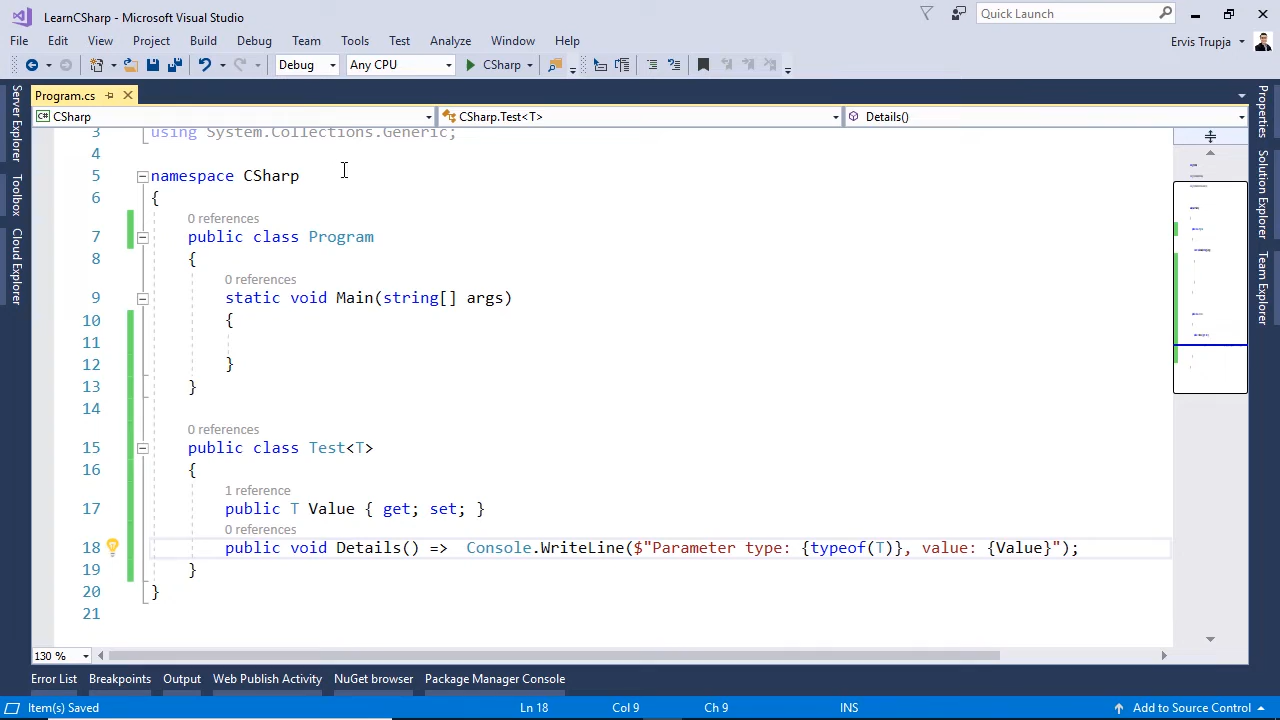 LearnCSharp - Microsoft Visual Studio
Quick Launch
File Edit View Project Build Debug Team Tools Test Analyze Window Help
Ervis Trupja
Debug Any CPU CSharp
Program.cs
CSharp CSharp.Test<T> Details()
3 using System.Collections.Generic;
4
5 namespace CSharp
6 {
0 references
7 public class Program
8 {
0 references
9 static void Main(string[] args)
10 {
11
12 }
13 }
14
0 references
15 public class Test<T>
16 {
1 reference
17 public T Value { get; set; }
0 references
18 public void Details() =>  Console.WriteLine($"Parameter type: {typeof(T)}, value: {Value}");
19 }
20 }
21
130 %
Server Explorer
Toolbox
Cloud Explorer
Properties
Solution Explorer
Team Explorer
Error List Breakpoints Output Web Publish Activity NuGet browser Package Manager Console
Item(s) Saved Ln 18 Col 9 Ch 9 INS Add to Source Control